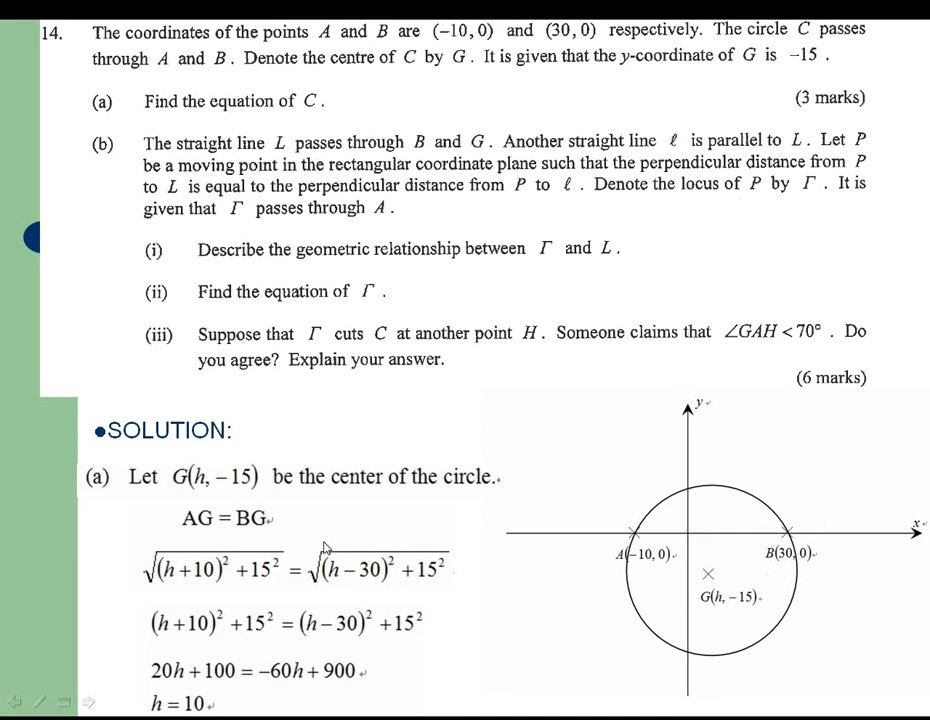 14. The coordinates of the points A and B are (−10, 0) and (30, 0) respectively. The circle C passes
through A and B. Denote the centre of C by G. It is given that the y-coordinate of G is −15.
(a) Find the equation of C. (3 marks)
(b) The straight line L passes through B and G. Another straight line ℓ is parallel to L. Let P
be a moving point in the rectangular coordinate plane such that the perpendicular distance from P
to L is equal to the perpendicular distance from P to ℓ. Denote the locus of P by Γ. It is
given that Γ passes through A.
(i) Describe the geometric relationship between Γ and L.
(ii) Find the equation of Γ.
(iii) Suppose that Γ cuts C at another point H. Someone claims that ∠GAH < 70°. Do
you agree? Explain your answer.
(6 marks)
●SOLUTION:
(a) Let G(h, −15) be the center of the circle.
AG = BG
√((h+10)² + 15²) = √((h−30)² + 15²)
(h+10)² + 15² = (h−30)² + 15²
20h + 100 = −60h + 900
h = 10
y
x
A(−10, 0)
B(30, 0)
G(h, −15)